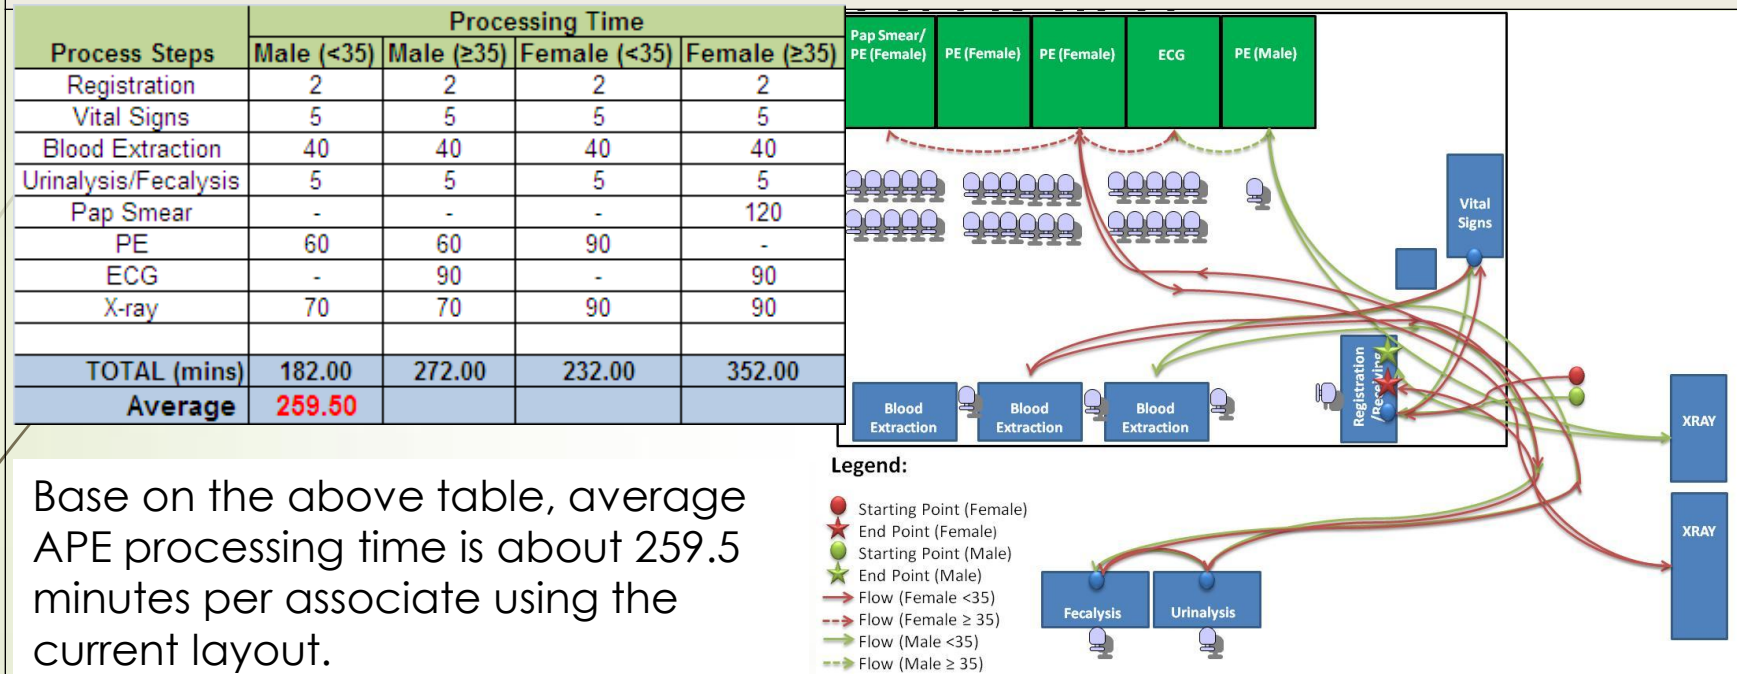 Processing Time
Process Steps Male (<35) Male (≥35) Female (<35) Female (≥35)
Registration 2 2 2 2
Vital Signs 5 5 5 5
Blood Extraction 40 40 40 40
Urinalysis/Fecalysis 5 5 5 5
Pap Smear - - - 120
PE 60 60 90 -
ECG - 90 - 90
X-ray 70 70 90 90
TOTAL (mins) 182.00 272.00 232.00 352.00
Average 259.50
Base on the above table, average
APE processing time is about 259.5
minutes per associate using the
current layout.
Pap Smear/
PE (Female)
PE (Female)
PE (Female)
ECG
PE (Male)
Vital
Signs
Blood
Extraction
Blood
Extraction
Blood
Extraction
Registration
/Receiving
XRAY
XRAY
Fecalysis
Urinalysis
Legend:
Starting Point (Female)
End Point (Female)
Starting Point (Male)
End Point (Male)
Flow (Female <35)
Flow (Female ≥ 35)
Flow (Male <35)
Flow (Male ≥ 35)